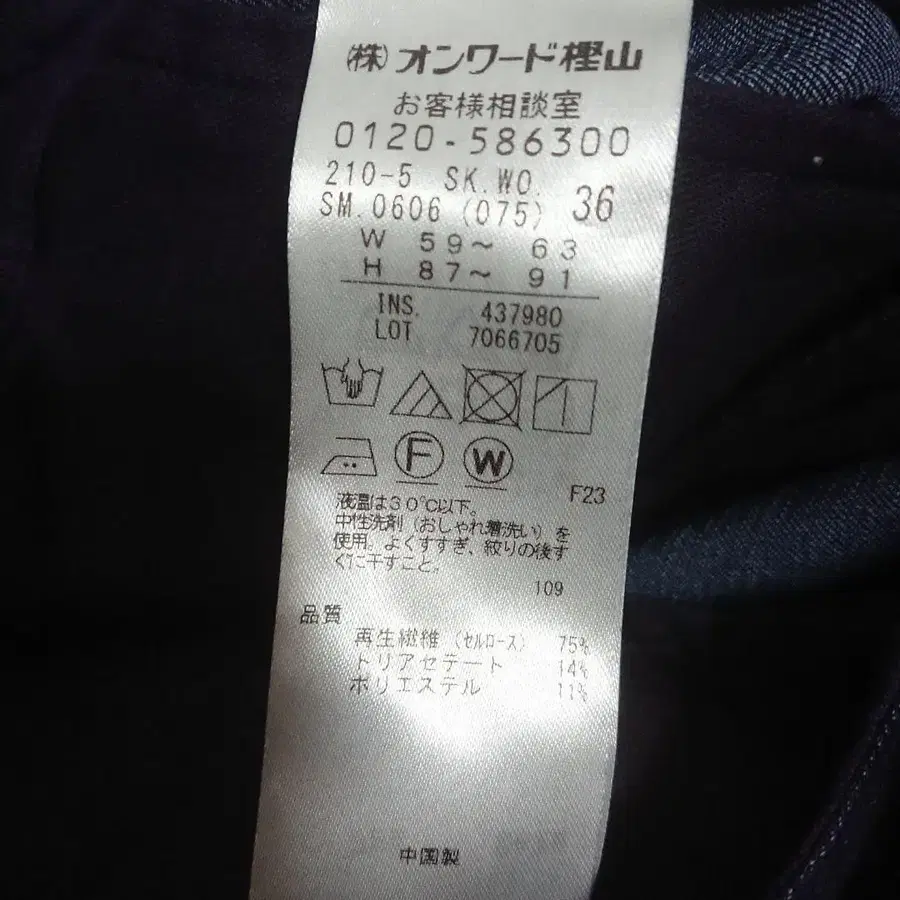 (株)オンワード樫山
お客様相談室
0120-586300
210-5 SK.WO. 36
SM.0606 (075)
W 59～ 63
H 87～ 91
INS. 437980
LOT 7066705
F W
F23
液温は30℃以下。
中性洗剤(おしゃれ着洗い)を
使用。よくすすぎ、絞りの後す
ぐに干すこと。
109
品質
再生繊維(セルロース) 75%
トリアセテート 14%
ポリエステル 11%
中国製